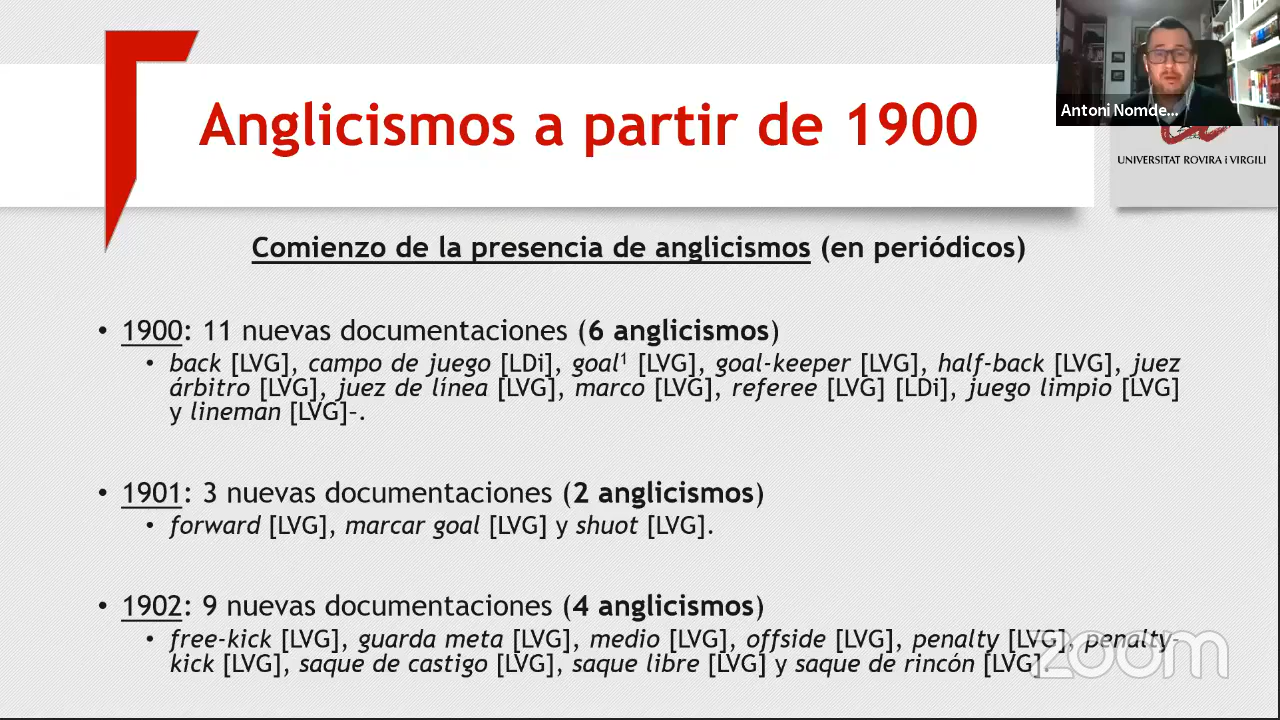 Anglicismos a partir de 1900
Antoni Nomde...
UNIVERSITAT ROVIRA i VIRGILI
Comienzo de la presencia de anglicismos (en periódicos)
• 1900: 11 nuevas documentaciones (6 anglicismos)
• back [LVG], campo de juego [LDi], goal¹ [LVG], goal-keeper [LVG], half-back [LVG], juez
árbitro [LVG], juez de línea [LVG], marco [LVG], referee [LVG] [LDi], juego limpio [LVG]
y lineman [LVG]–.
• 1901: 3 nuevas documentaciones (2 anglicismos)
• forward [LVG], marcar goal [LVG] y shuot [LVG].
• 1902: 9 nuevas documentaciones (4 anglicismos)
• free-kick [LVG], guarda meta [LVG], medio [LVG], offside [LVG], penalty [LVG], penalty-
kick [LVG], saque de castigo [LVG], saque libre [LVG] y saque de rincón [LVG].
zoom